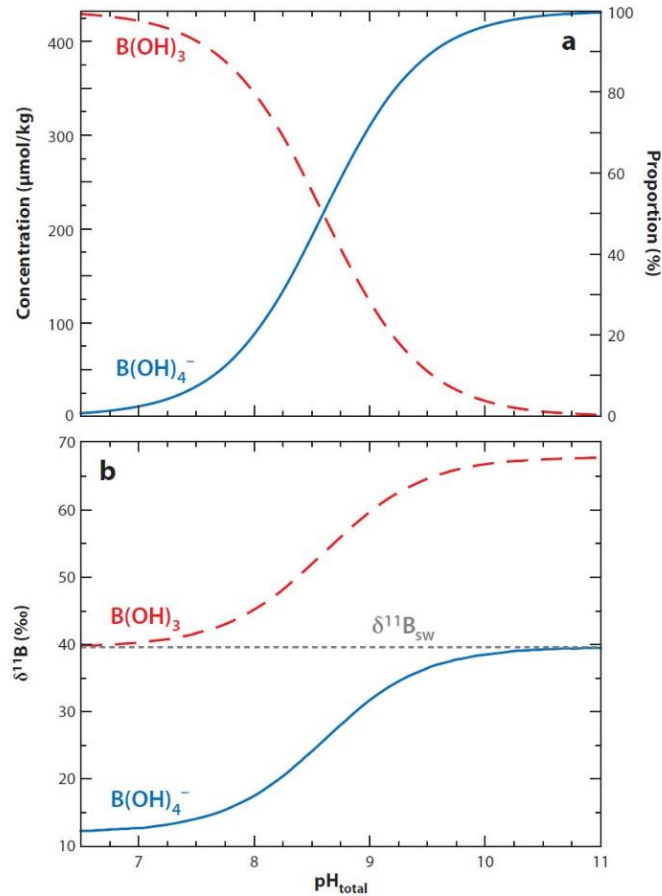 400
300
200
100
50
0
Concentration (μmol/kg)
B(OH)3
B(OH)4–
a
100
80
60
40
20
0
Proportion (%)
b
70
60
50
40
30
20
10
δ11B (‰)
B(OH)3
δ11Bsw
B(OH)4–
7
8
9
10
11
pHtotal